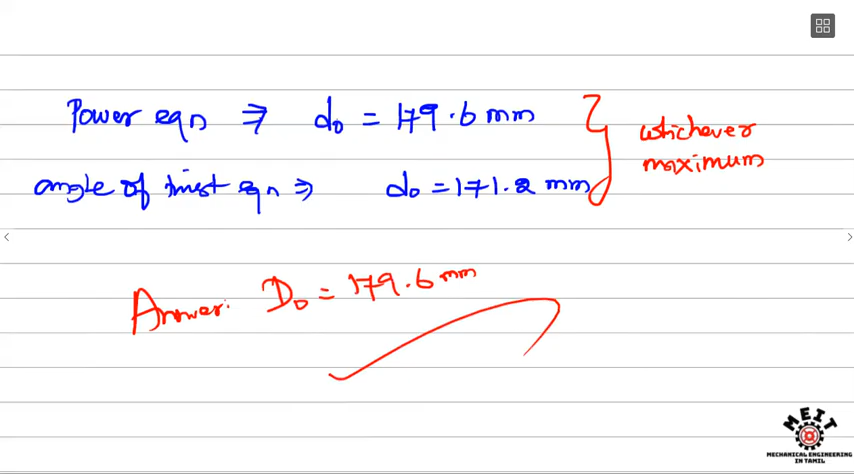 Power eqn ⇒ d₀ = 179.6 mm
angle of twist eqn ⇒ d₀ = 171.2 mm
whichever
maximum
Answer: D₀ = 179.6 mm
MEIT
MECHANICAL ENGINEERING
IN TAMIL